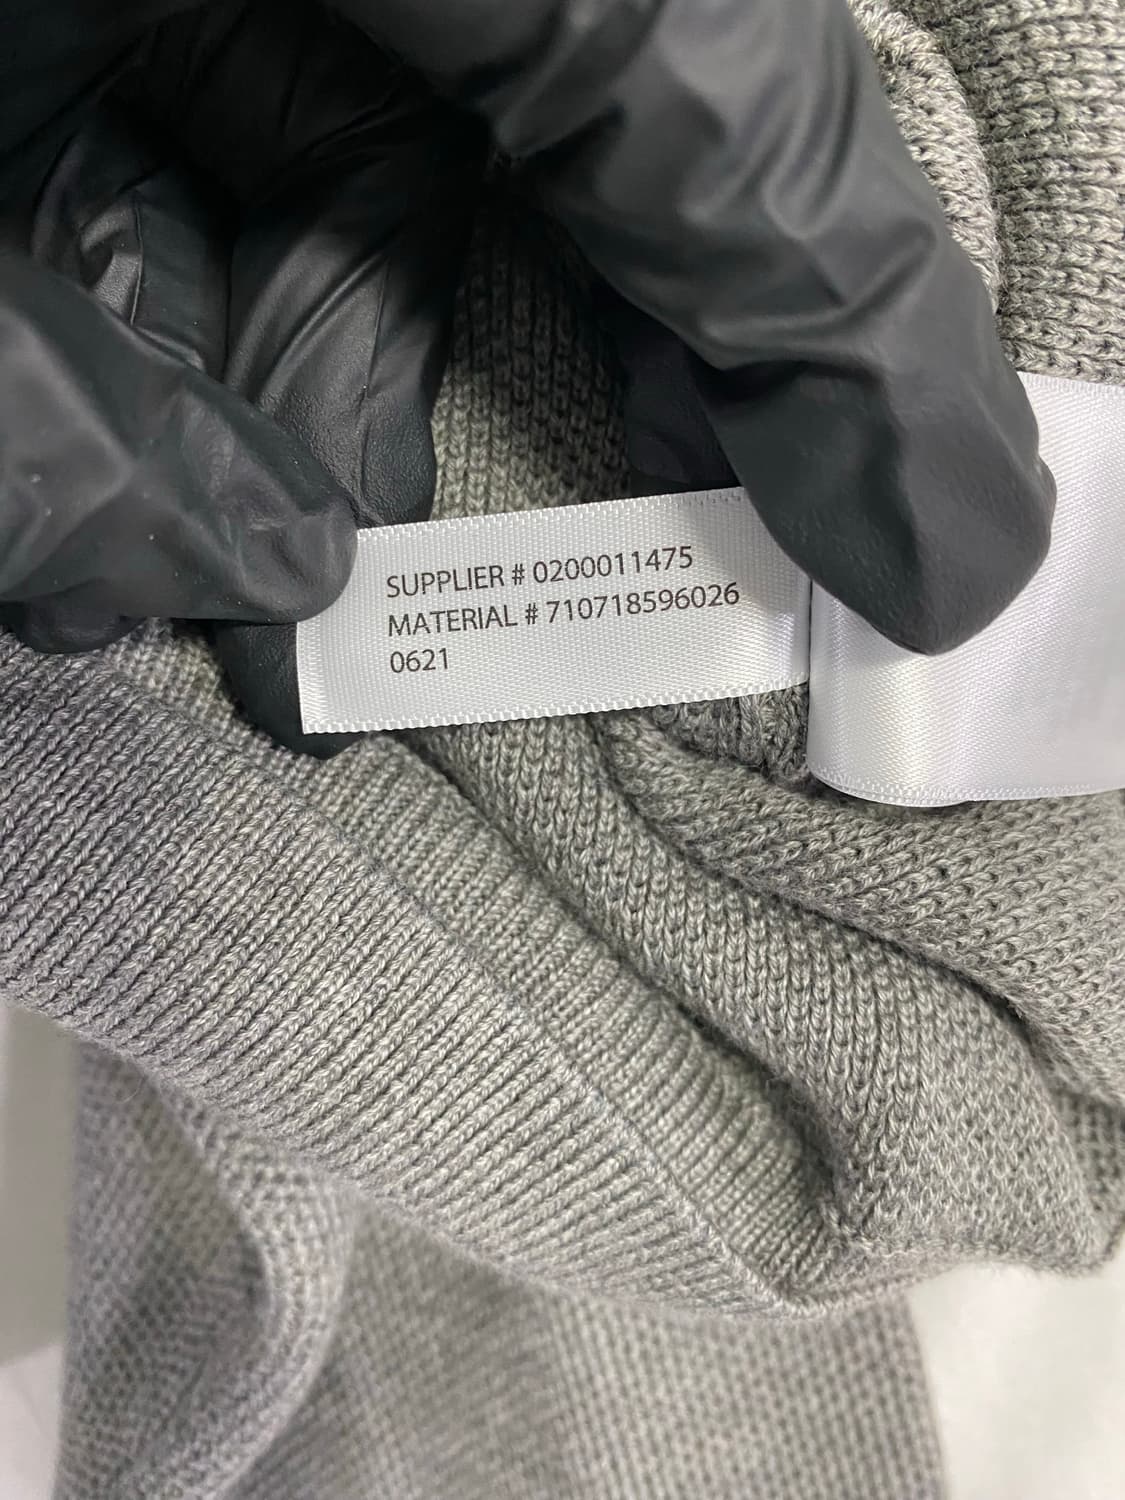 SUPPLIER # 0200011475
MATERIAL # 710718596026
0621